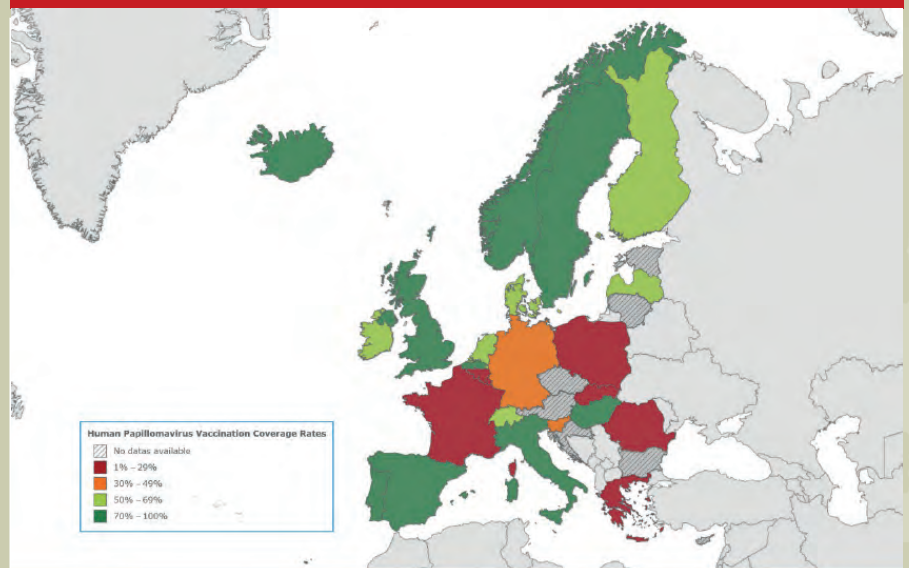 Human Papillomavirus Vaccination Coverage Rates
No datas available
1% – 29%
30% – 49%
50% – 69%
70% – 100%